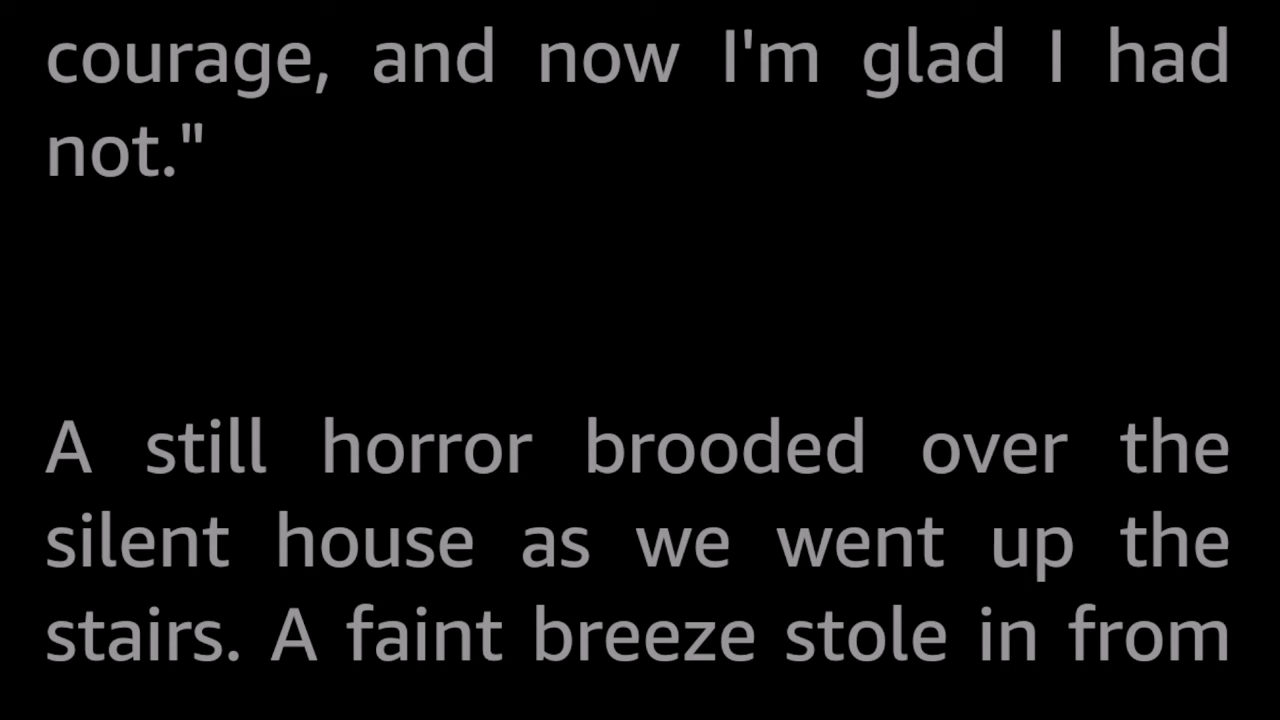 courage, and now I'm glad I had
not."
A still horror brooded over the
silent house as we went up the
stairs. A faint breeze stole in from